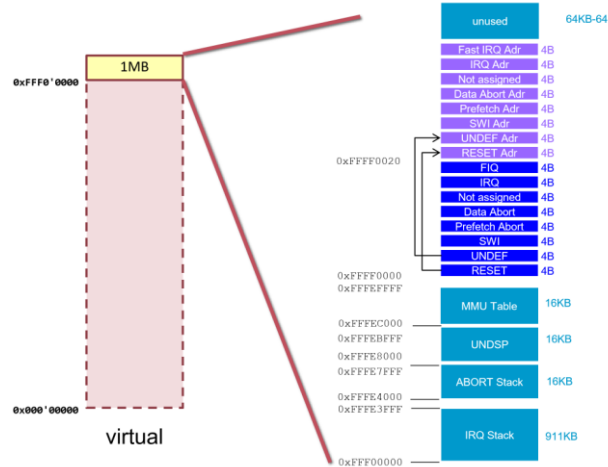 unused 64KB-64
Fast IRQ Adr 4B
IRQ Adr 4B
1MB
Not assigned 4B
0xFFF0'0000
Data Abort Adr 4B
Prefetch Adr 4B
SWI Adr 4B
UNDEF Adr 4B
RESET Adr 4B
0xFFFF0020
FIQ 4B
IRQ 4B
Not assigned 4B
Data Abort 4B
Prefetch Abort 4B
SWI 4B
UNDEF 4B
RESET 4B
0xFFFF0000
0xFFFEFFFF
MMU Table 16KB
0xFFFEC000
0xFFFEBFFF
UNDSP 16KB
0xFFFE8000
0xFFFE7FFF
ABORT Stack 16KB
0xFFFE4000
0xFFFE3FFF
0x000'00000
virtual
IRQ Stack 911KB
0xFFF00000